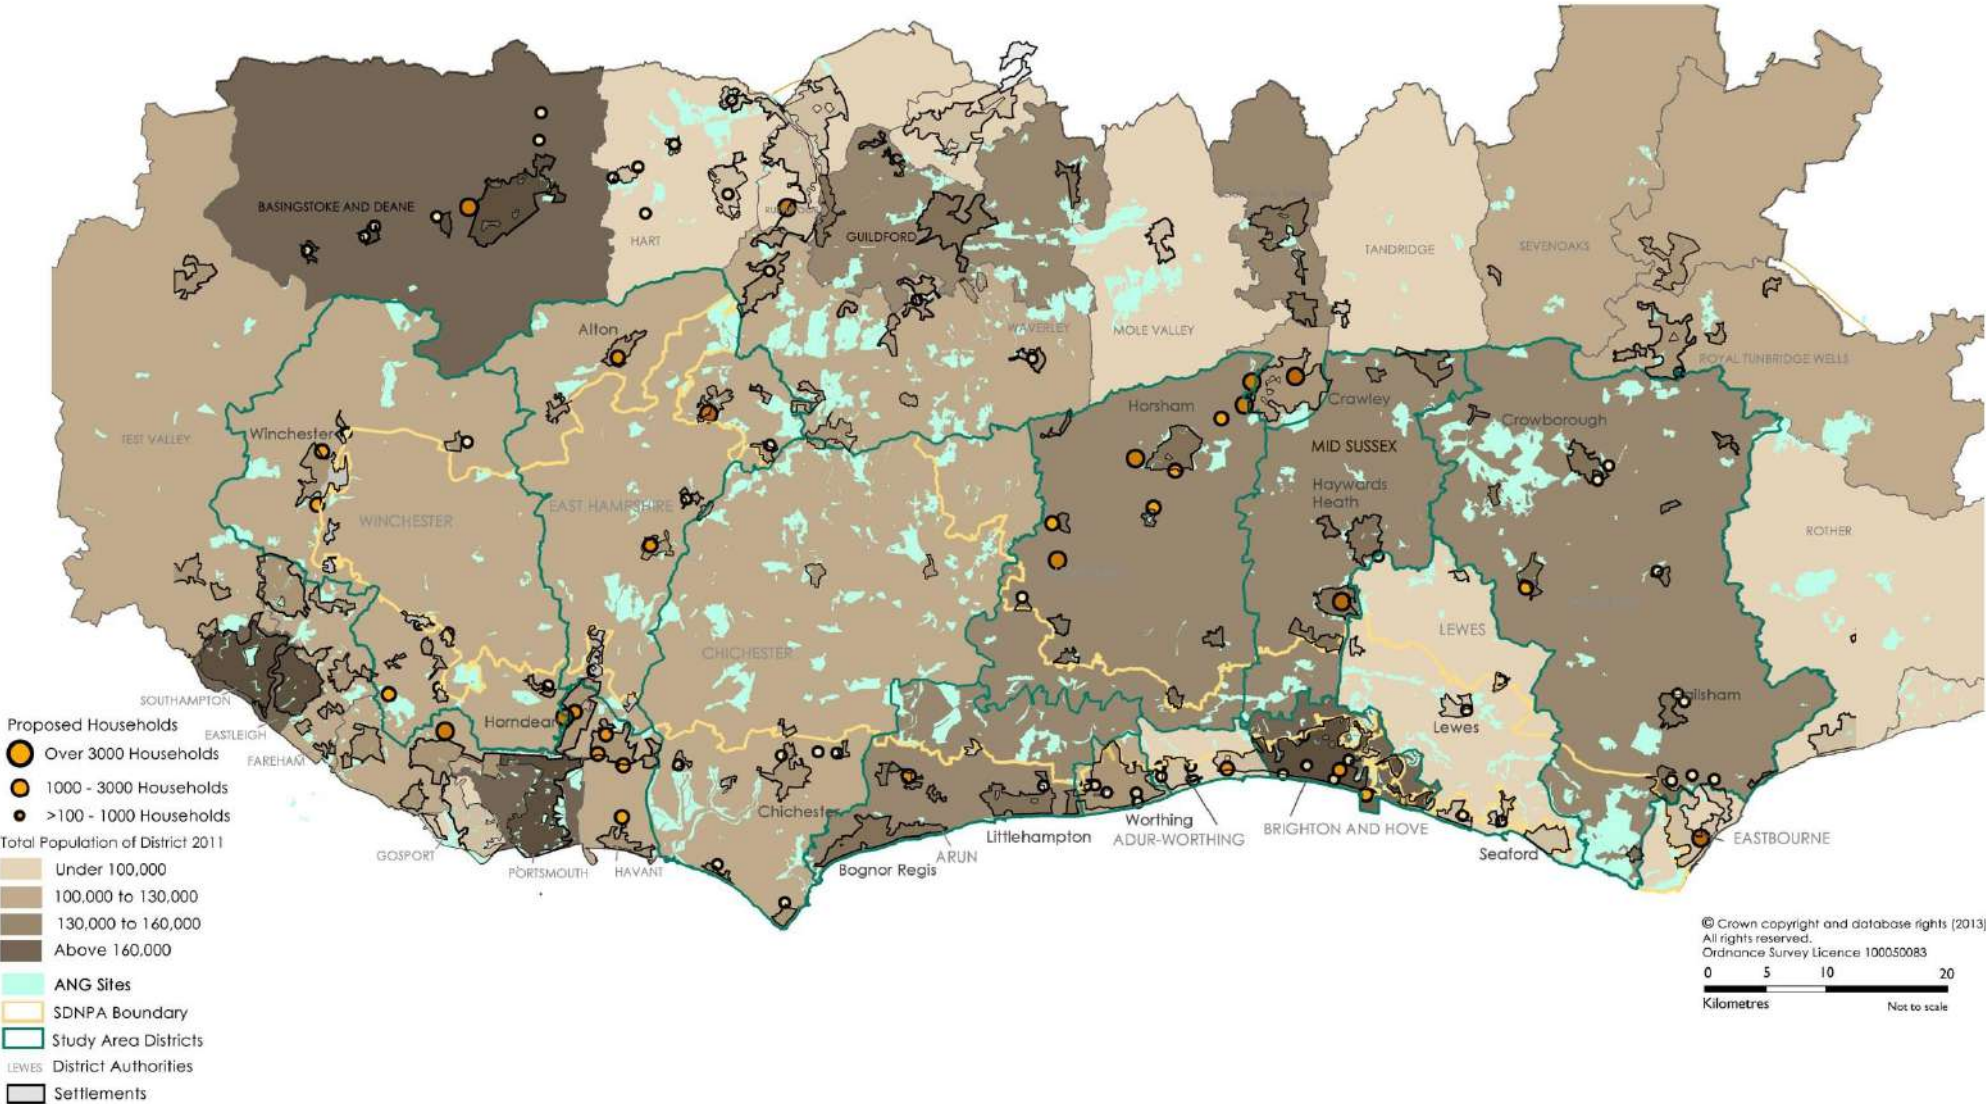 BASINGSTOKE AND DEANE
HART
GUILDFORD
TANDRIDGE
SEVENOAKS
Alton
WAVERLEY
MOLE VALLEY
ROYAL TUNBRIDGE WELLS
Horsham
Crawley
Crowborough
TEST VALLEY
Winchester
MID SUSSEX
Haywards
Heath
WINCHESTER
EAST HAMPSHIRE
ROTHER
LEWES
CHICHESTER
SOUTHAMPTON
Horndean
Lewes
EASTLEIGH
FAREHAM
Chichester
Littlehampton
Worthing
ADUR-WORTHING
BRIGHTON AND HOVE
EASTBOURNE
GOSPORT
PORTSMOUTH
HAVANT
ARUN
Bognor Regis
Seaford
Proposed Households
Over 3000 Households
1000 - 3000 Households
>100 - 1000 Households
Total Population of District 2011
Under 100,000
100,000 to 130,000
130,000 to 160,000
Above 160,000
ANG Sites
SDNPA Boundary
Study Area Districts
LEWES District Authorities
Settlements
© Crown copyright and database rights [2013]
All rights reserved.
Ordnance Survey Licence 100050083
0 5 10 20
Kilometres
Not to scale